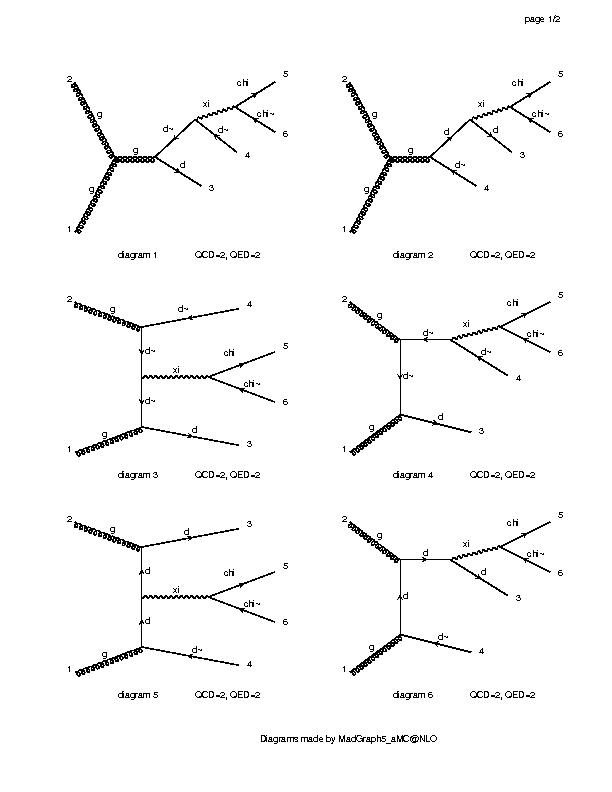 page 1/2
2 g g 1 g d~ xi chi 5 chi~ 6 d~ 4 d 3
diagram 1 QCD=2, QED=2
2 g g 1 g d xi chi 5 chi~ 6 d 3 d~ 4
diagram 2 QCD=2, QED=2
2 g d~ 4 d~ xi chi 5 chi~ 6 d~ 1 g d 3
diagram 3 QCD=2, QED=2
2 g d~ xi chi 5 chi~ 6 d~ 4 d~ 1 g d 3
diagram 4 QCD=2, QED=2
2 g d 3 d xi chi 5 chi~ 6 d 1 g d~ 4
diagram 5 QCD=2, QED=2
2 g d xi chi 5 chi~ 6 d 3 d 1 g d~ 4
diagram 6 QCD=2, QED=2
Diagrams made by MadGraph5_aMC@NLO